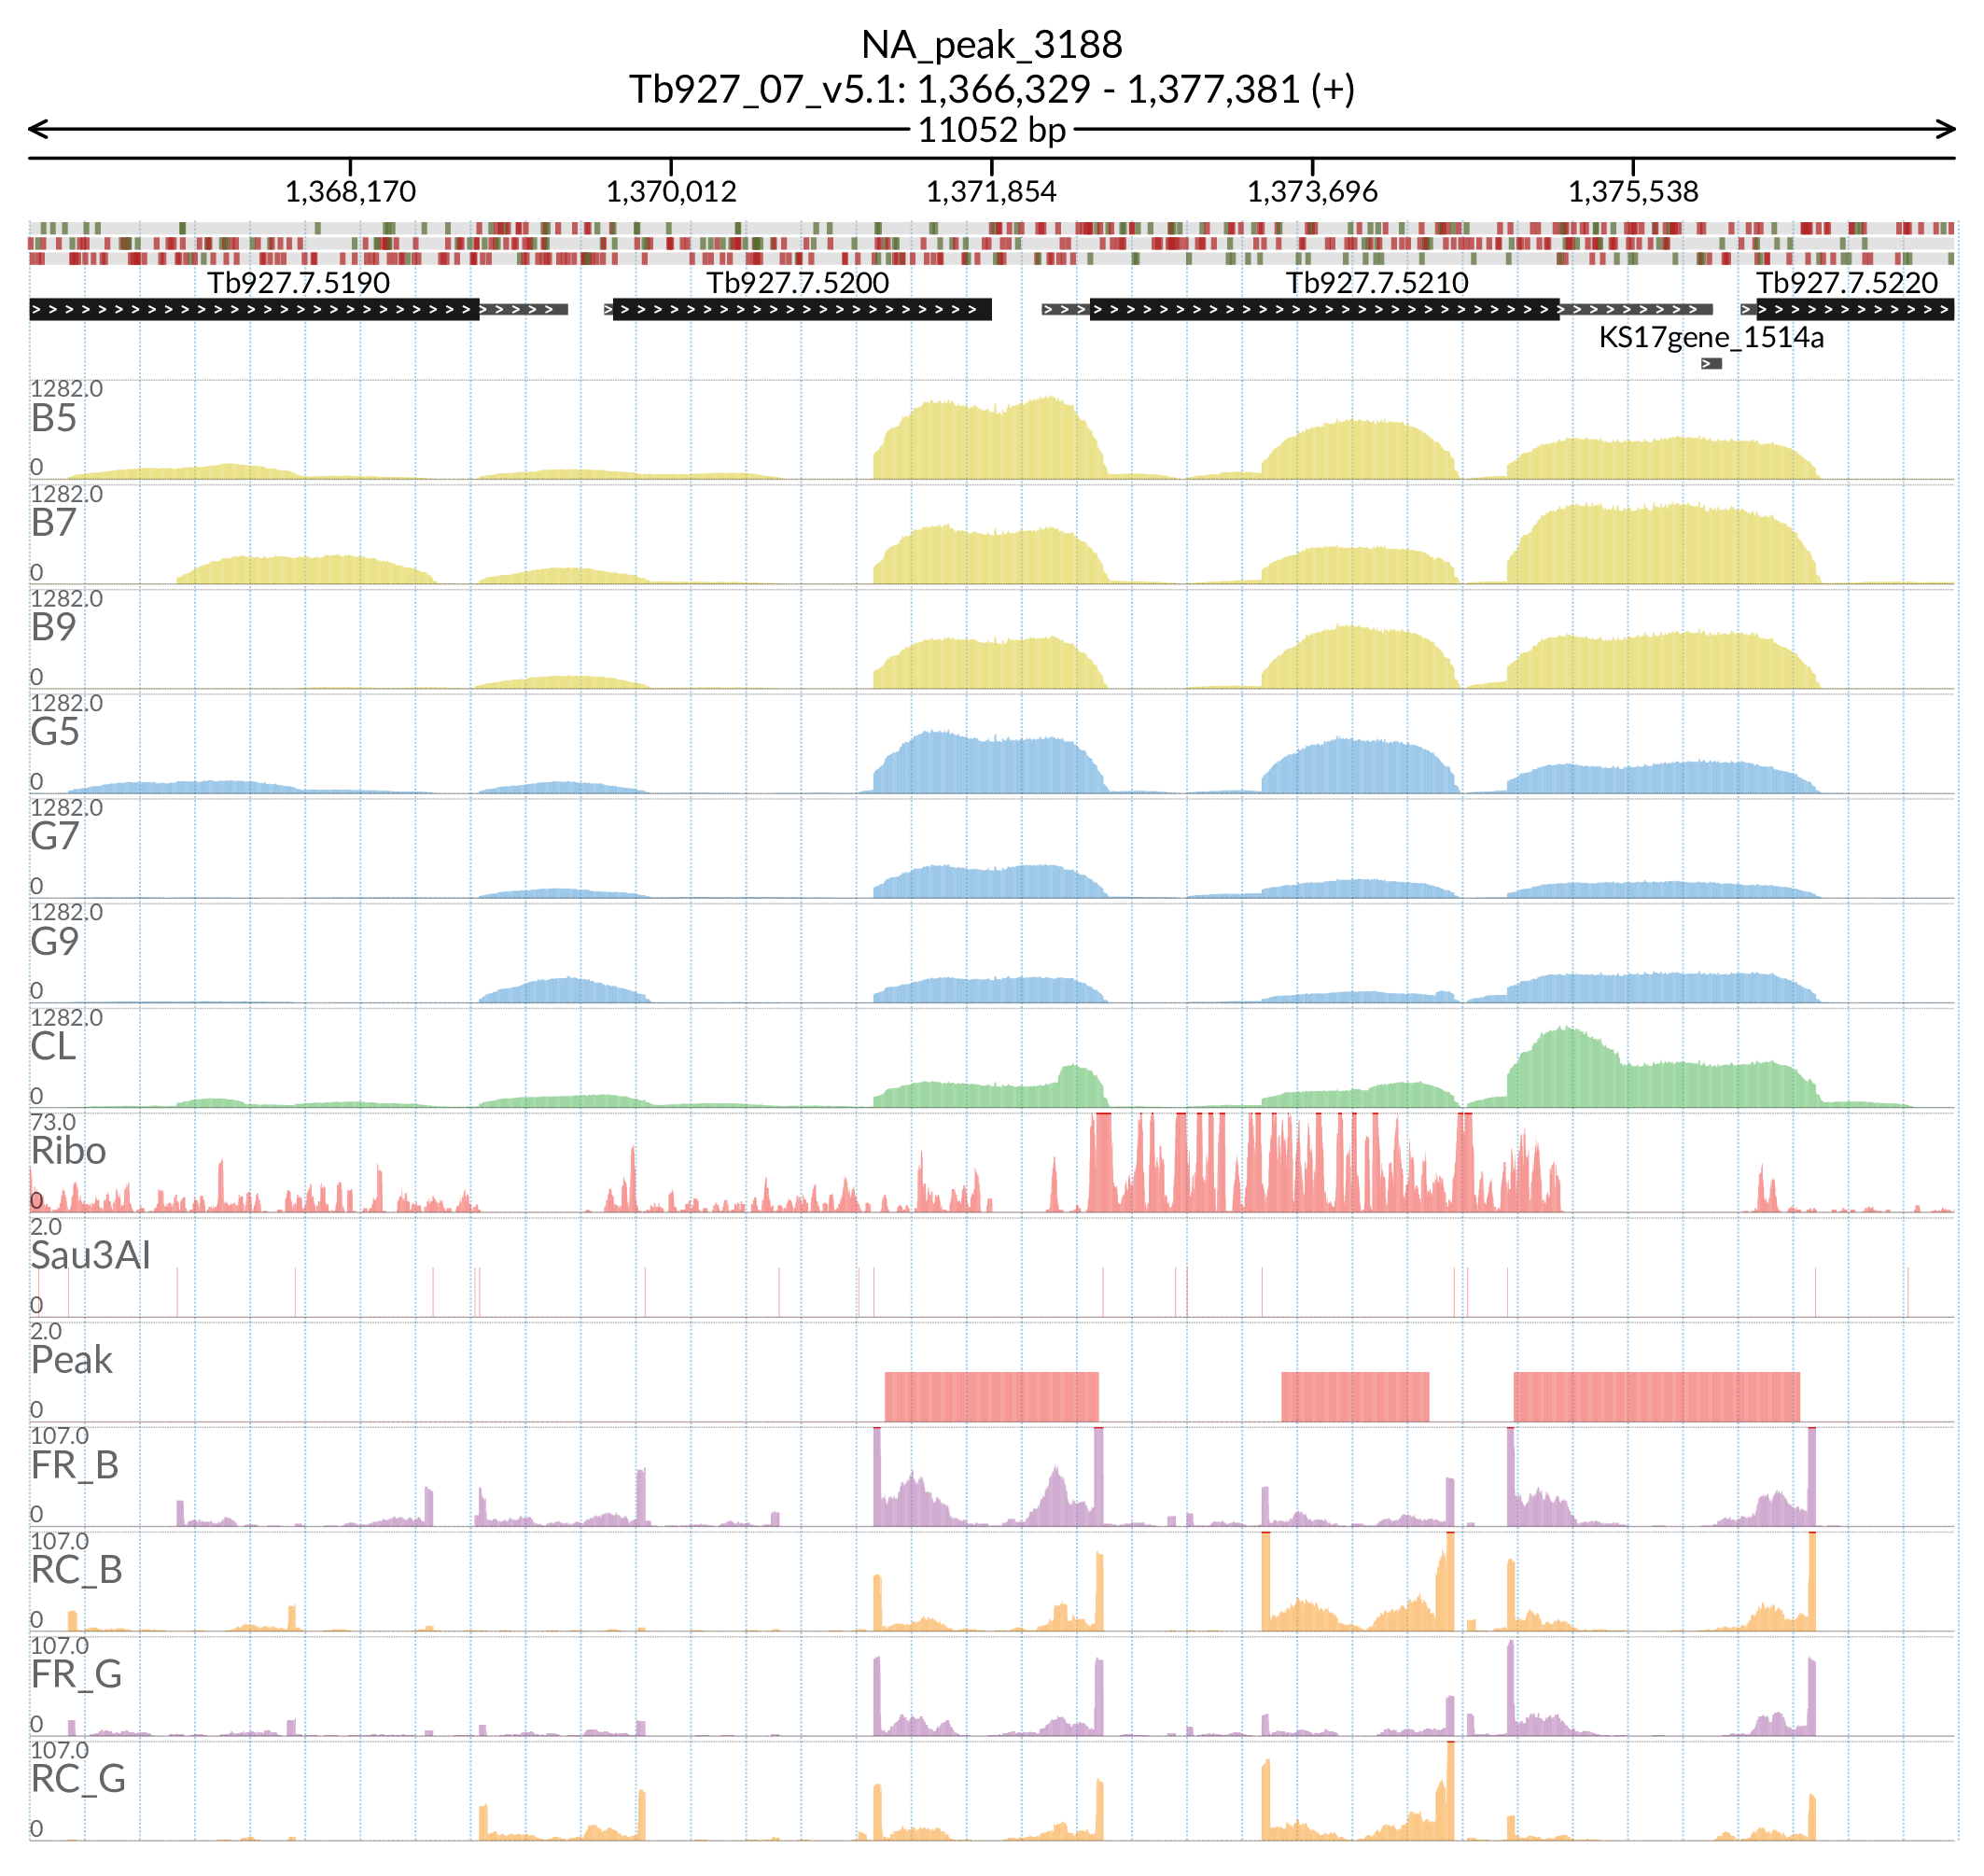 NA_peak_3188
Tb927_07_v5.1: 1,366,329 - 1,377,381 (+)
11052 bp
1,368,170 1,370,012 1,371,854 1,373,696 1,375,538
Tb927.7.5190 Tb927.7.5200 Tb927.7.5210 Tb927.7.5220
KS17gene_1514a
1282.0
B5
0
1282.0
B7
0
1282.0
B9
0
1282.0
G5
0
1282.0
G7
0
1282.0
G9
0
1282.0
CL
0
73.0
Ribo
0
2.0
Sau3AI
0
2.0
Peak
0
107.0
FR_B
0
107.0
RC_B
0
107.0
FR_G
0
107.0
RC_G
0